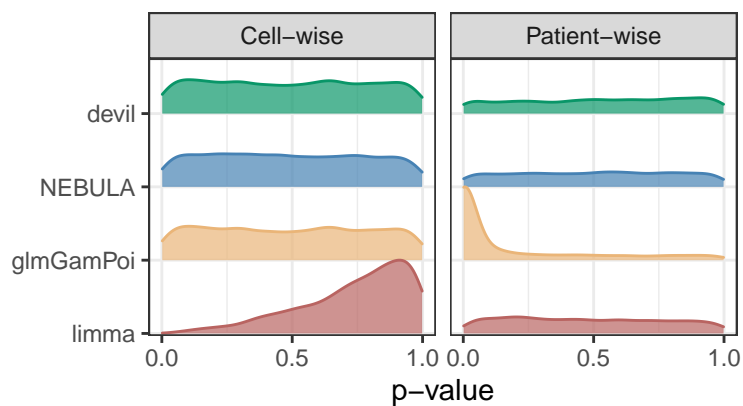 Cell−wise Patient−wise
devil
NEBULA
glmGamPoi
limma
0.0 0.5 1.0 0.0 0.5 1.0
p−value